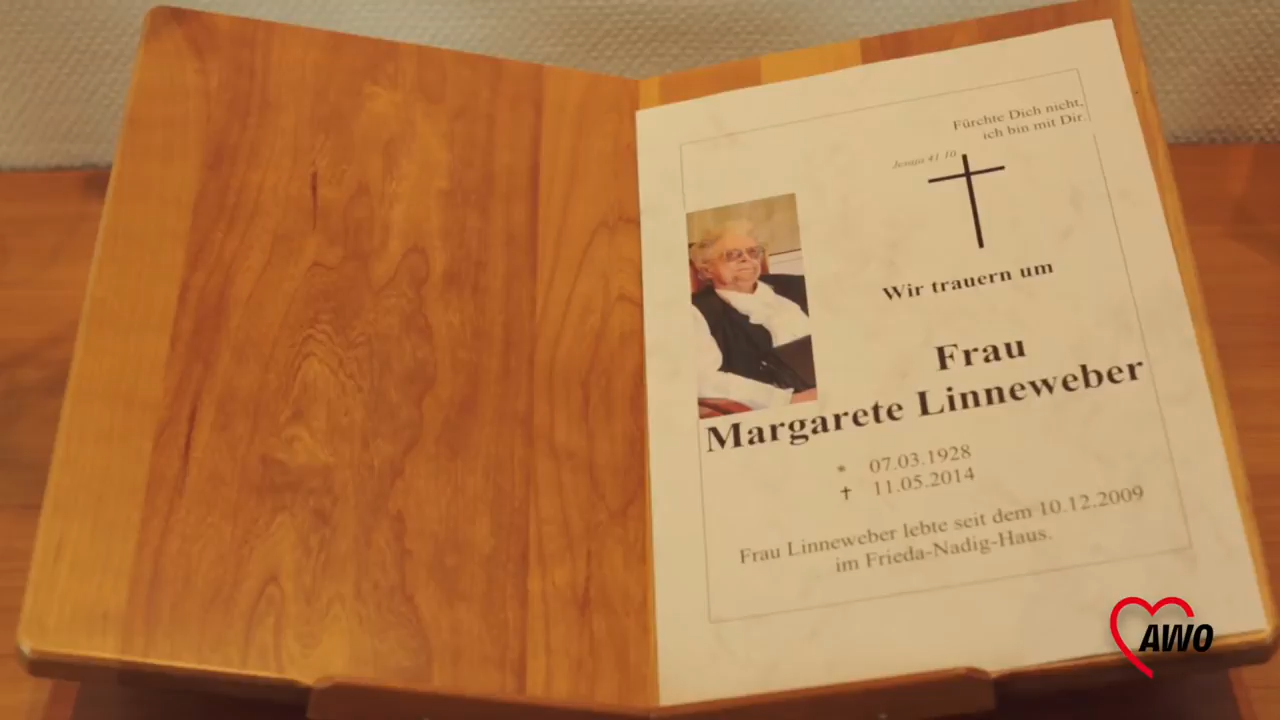 Fürchte Dich nicht,
ich bin mit Dir.
Jesaja 41 10
Wir trauern um
Frau
Margarete Linneweber
* 07.03.1928
✝ 11.05.2014
Frau Linneweber lebte seit dem 10.12.2009
im Frieda-Nadig-Haus.
AWO